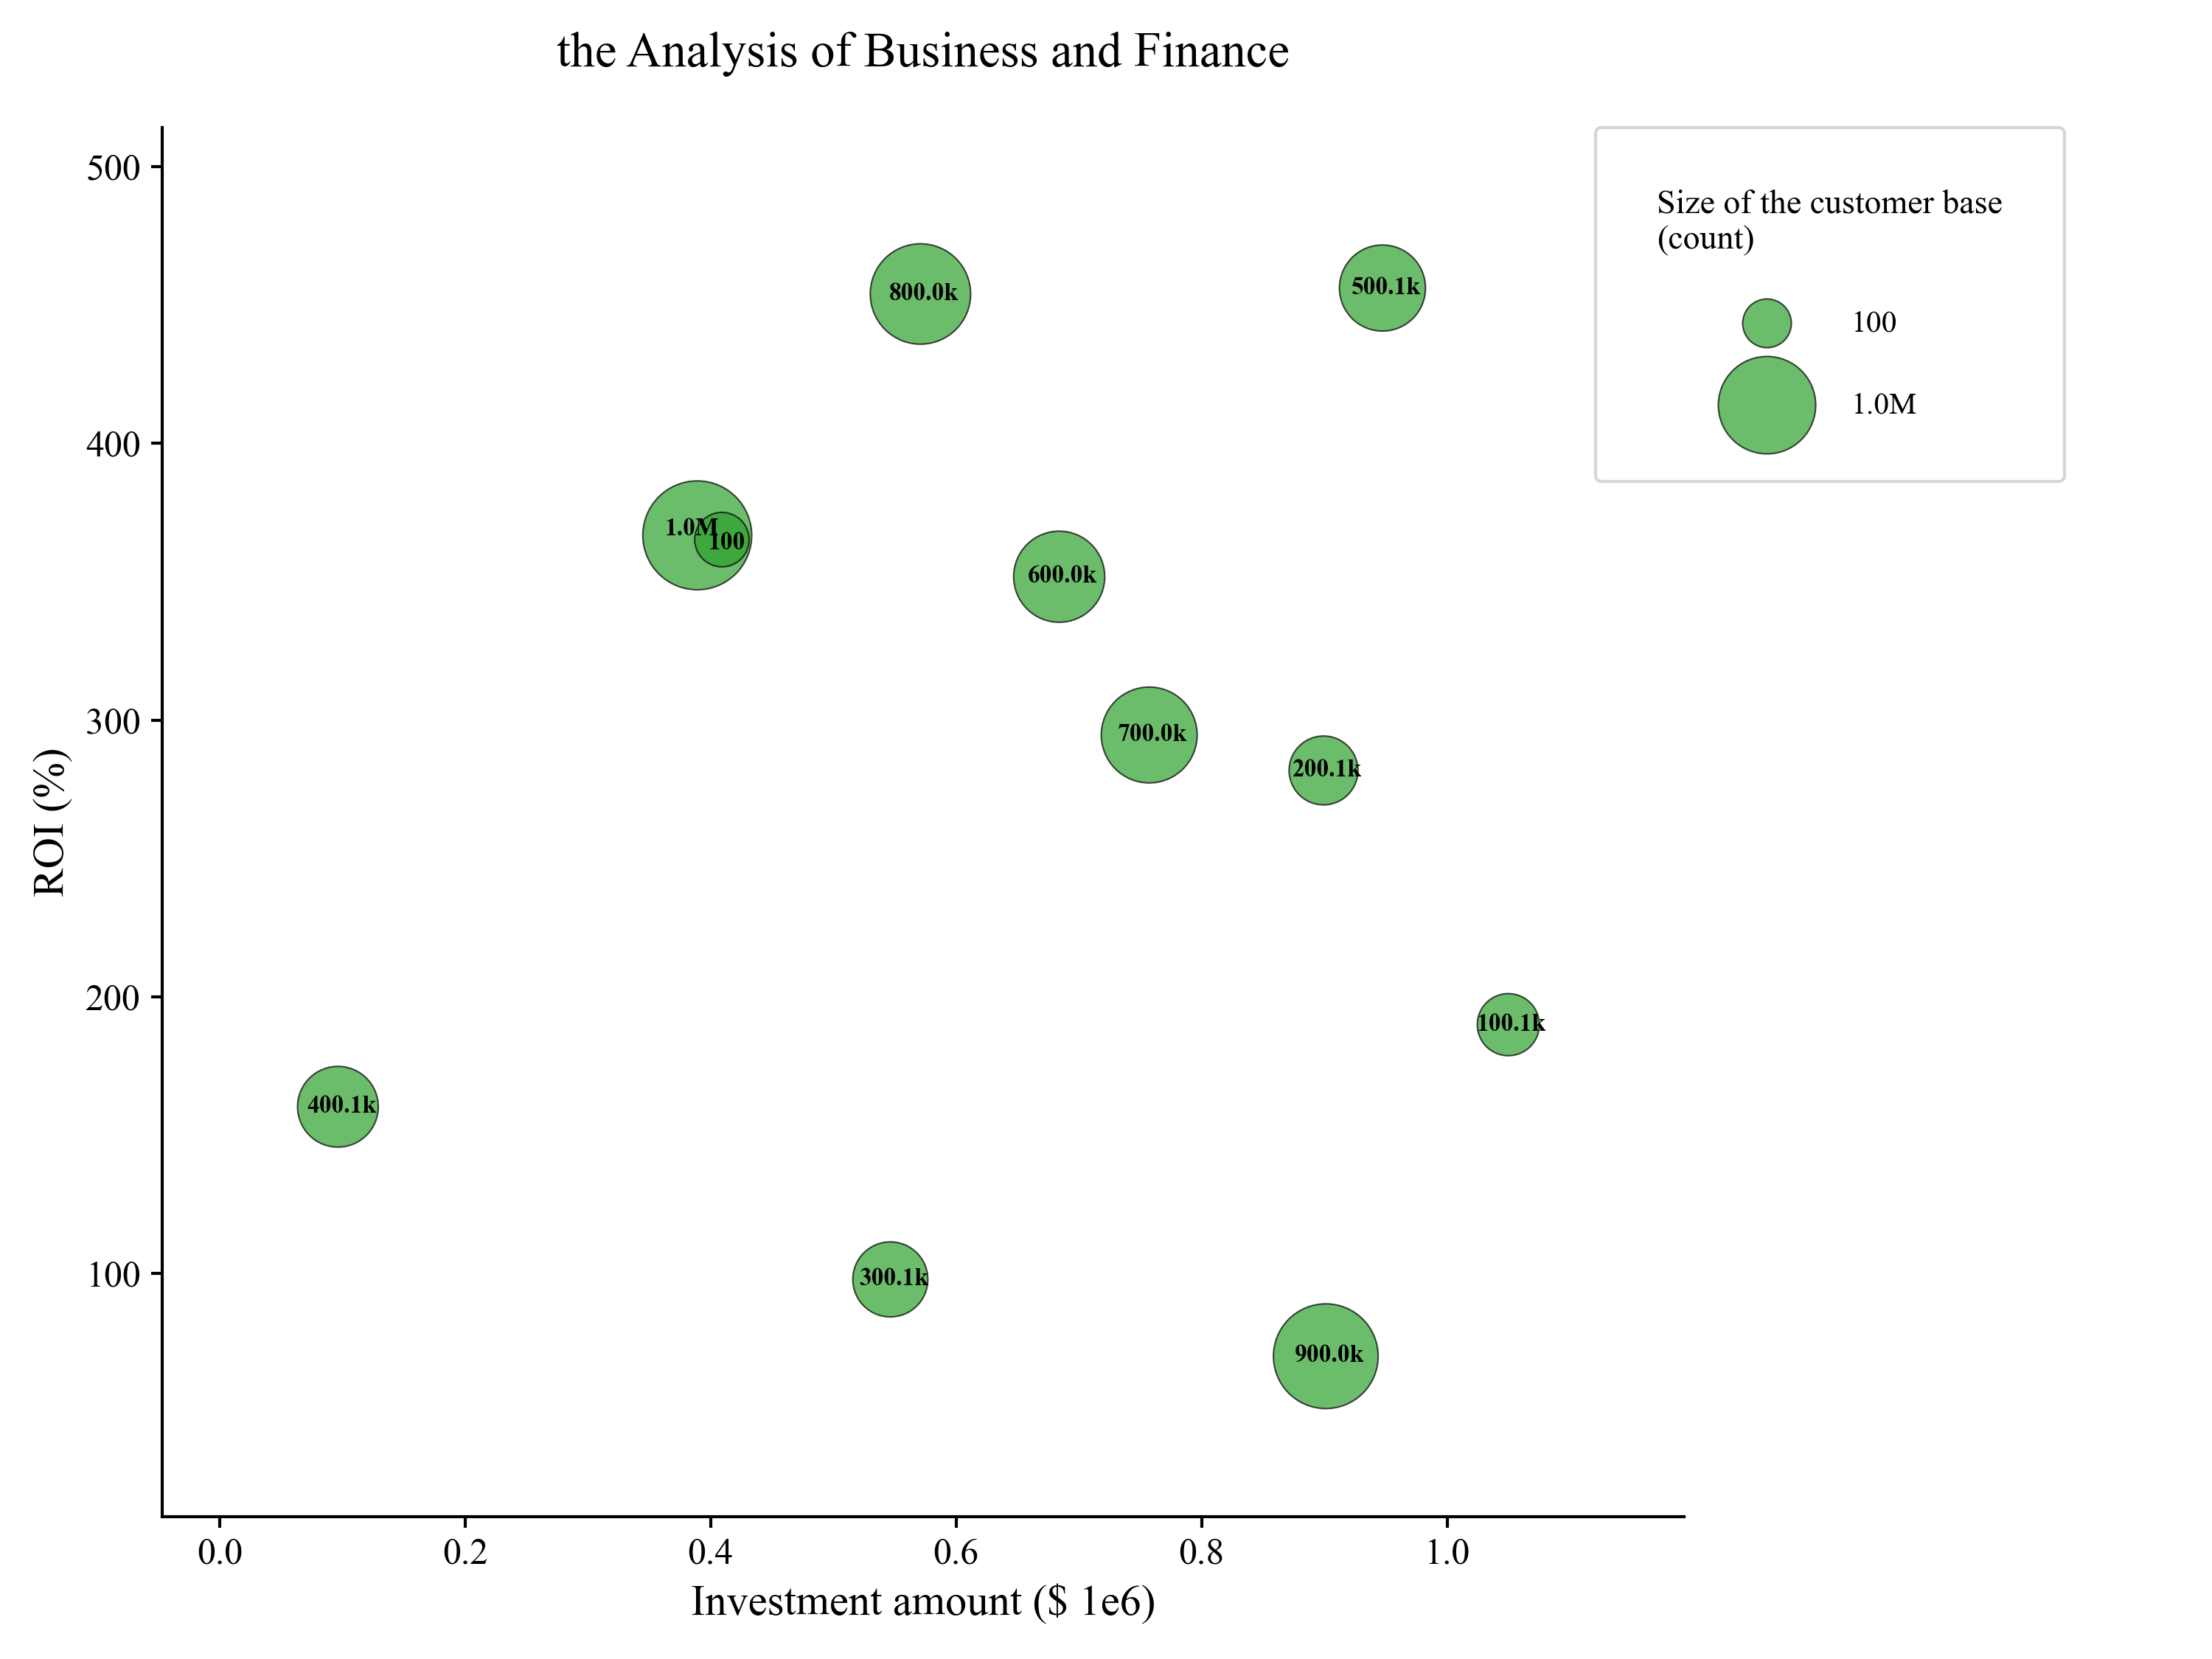 the Analysis of Business and Finance
500
400
300
200
100
ROI (%)
800.0k
500.1k
1.0M
100
600.0k
700.0k
200.1k
100.1k
400.1k
300.1k
900.0k
0.0 0.2 0.4 0.6 0.8 1.0
Investment amount ($ 1e6)
Size of the customer base
(count)
100
1.0M